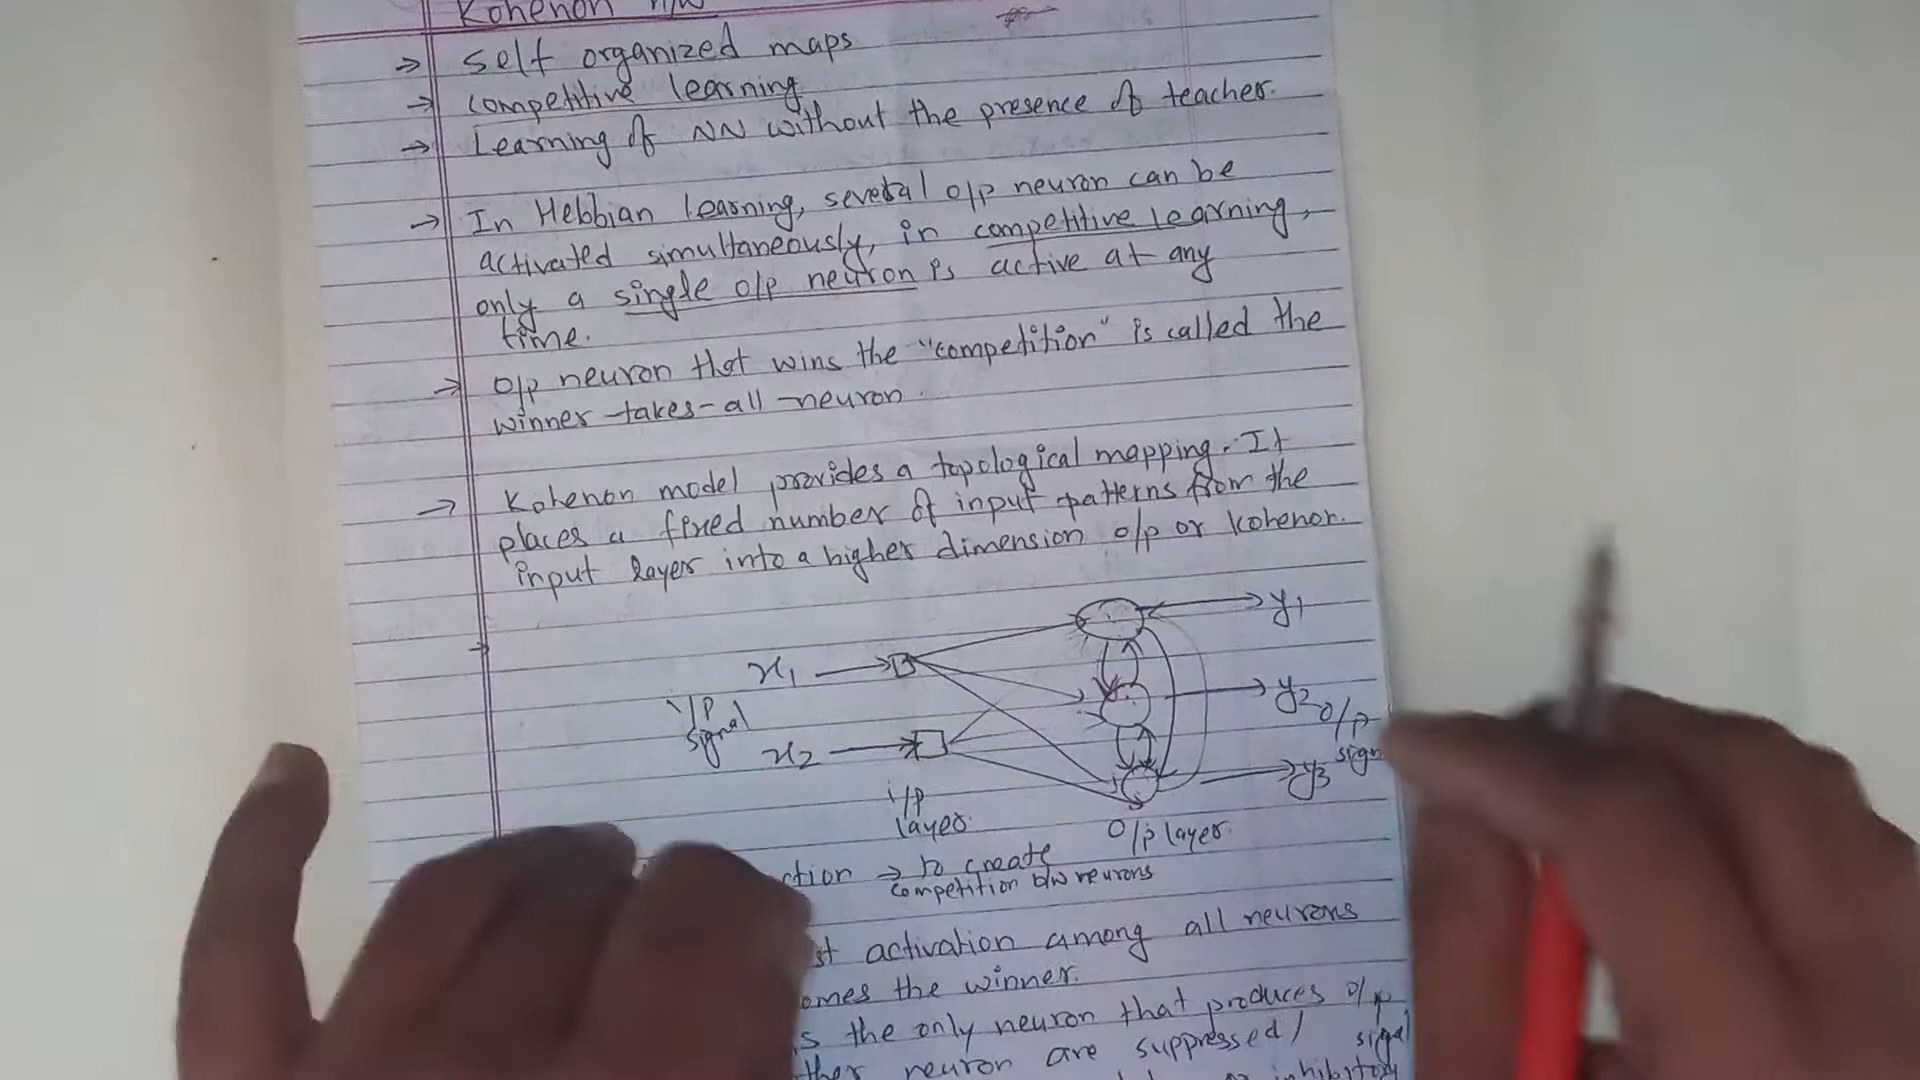 Kohenon n/w
→ Self organized maps
→ competitive learning
→ Learning of NN without the presence of teacher.
→ In Hebbian learning, several o/p neuron can be
activated simultaneously, in competitive learning,
only a single o/p neuron is active at any
time.
→ O/p neuron that wins the "competition" is called the
winner-takes-all-neuron.
→ Kohenon model provides a topological mapping. It
places a fixed number of input patterns from the
input layer into a higher dimension o/p or Kohenon.
y1
x1
i/p
signal
y2
o/p
x2
y3
i/p
layer
O/p layer.
→ to create
competition b/w neurons
activation among all neurons
the winner.
the only neuron that produces o/p
neuron are suppressed/ signal